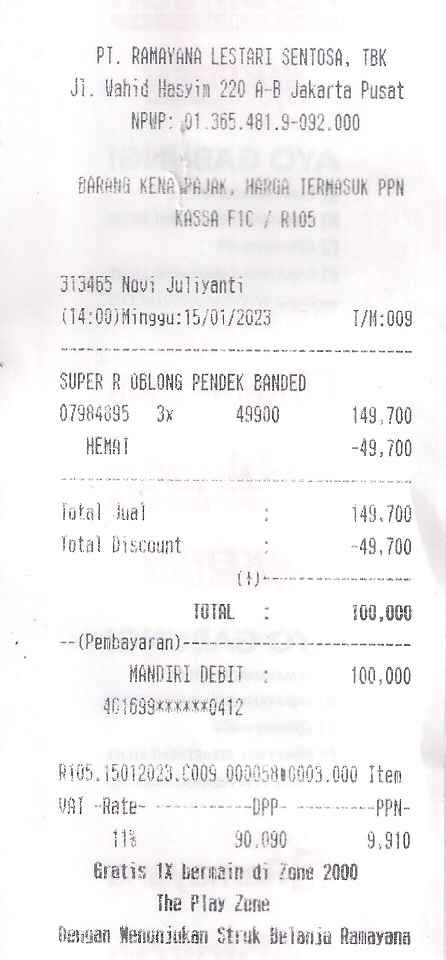 PT. RAMAYANA LESTARI SENTOSA, TBK
Jl. Wahid Hasyim 220 A-B Jakarta Pusat
NPWP: 01.365.481.9-092.000
BARANG KENA PAJAK, HARGA TERMASUK PPN
KASSA F1C / R105
313465 Novi Juliyanti
(14:00)Minggu:15/01/2023 T/M:009
SUPER R OBLONG PENDEK BANDED
07984895 3x 49900 149,700
HEMAT -49,700
Total Jual : 149,700
Total Discount : -49,700
(+)
TOTAL : 100,000
--(Pembayaran)--
MANDIRI DEBIT : 100,000
461699******0412
R105.15012023.C009.000058#0003.000 Item
VAT -Rate- ----------DPP- ----------PPN-
11% 90,090 9,910
Gratis 1X bermain di Zone 2000
The Play Zone
Dengan Menunjukan Struk Belanja Ramayana